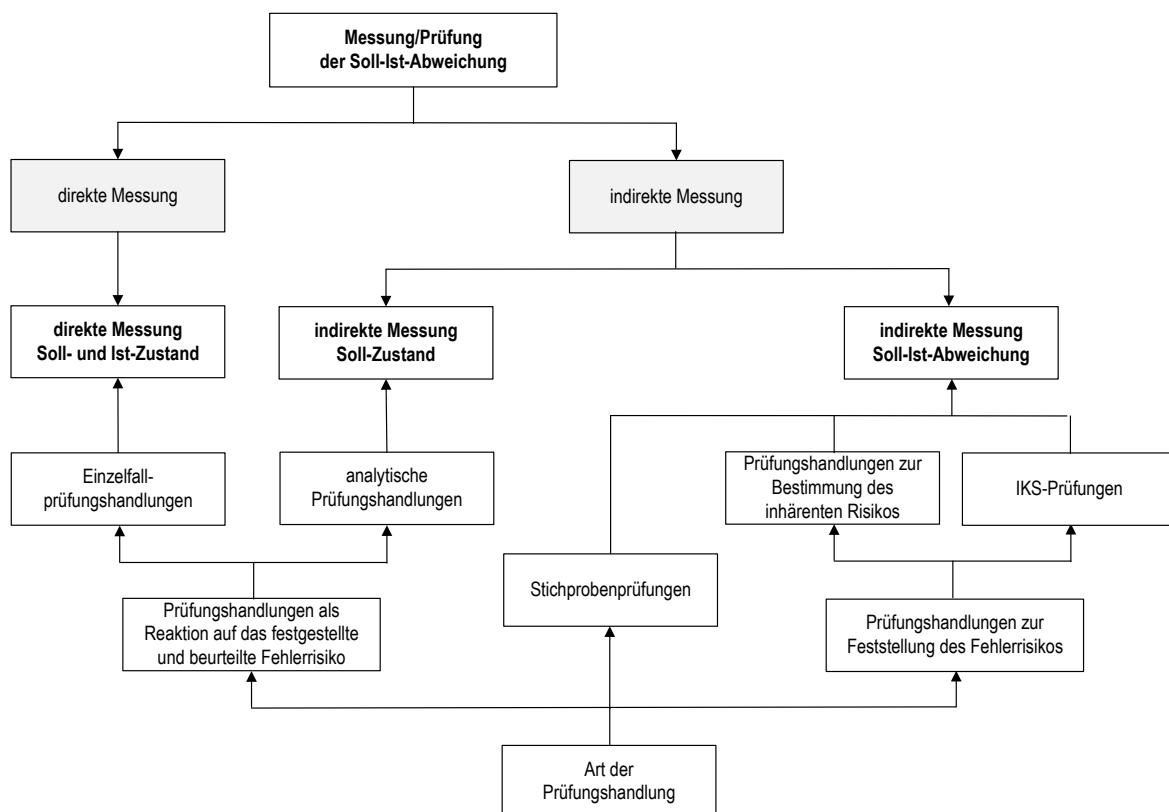 Messung/Prüfung
der Soll-Ist-Abweichung
direkte Messung
indirekte Messung
direkte Messung
Soll- und Ist-Zustand
indirekte Messung
Soll-Zustand
indirekte Messung
Soll-Ist-Abweichung
Einzelfall-
prüfungshandlungen
analytische
Prüfungshandlungen
Prüfungshandlungen zur
Bestimmung des
inhärenten Risikos
IKS-Prüfungen
Stichprobenprüfungen
Prüfungshandlungen als
Reaktion auf das festgestellte
und beurteilte Fehlerrisiko
Prüfungshandlungen zur
Feststellung des Fehlerrisikos
Art der
Prüfungshandlung